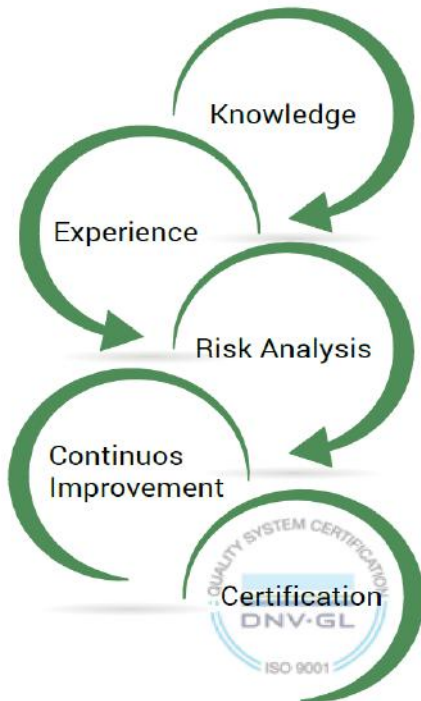 Knowledge
Experience
Risk Analysis
Continuos
Improvement
QUALITY SYSTEM CERTIFICATION
Certification
DNV·GL
ISO 9001